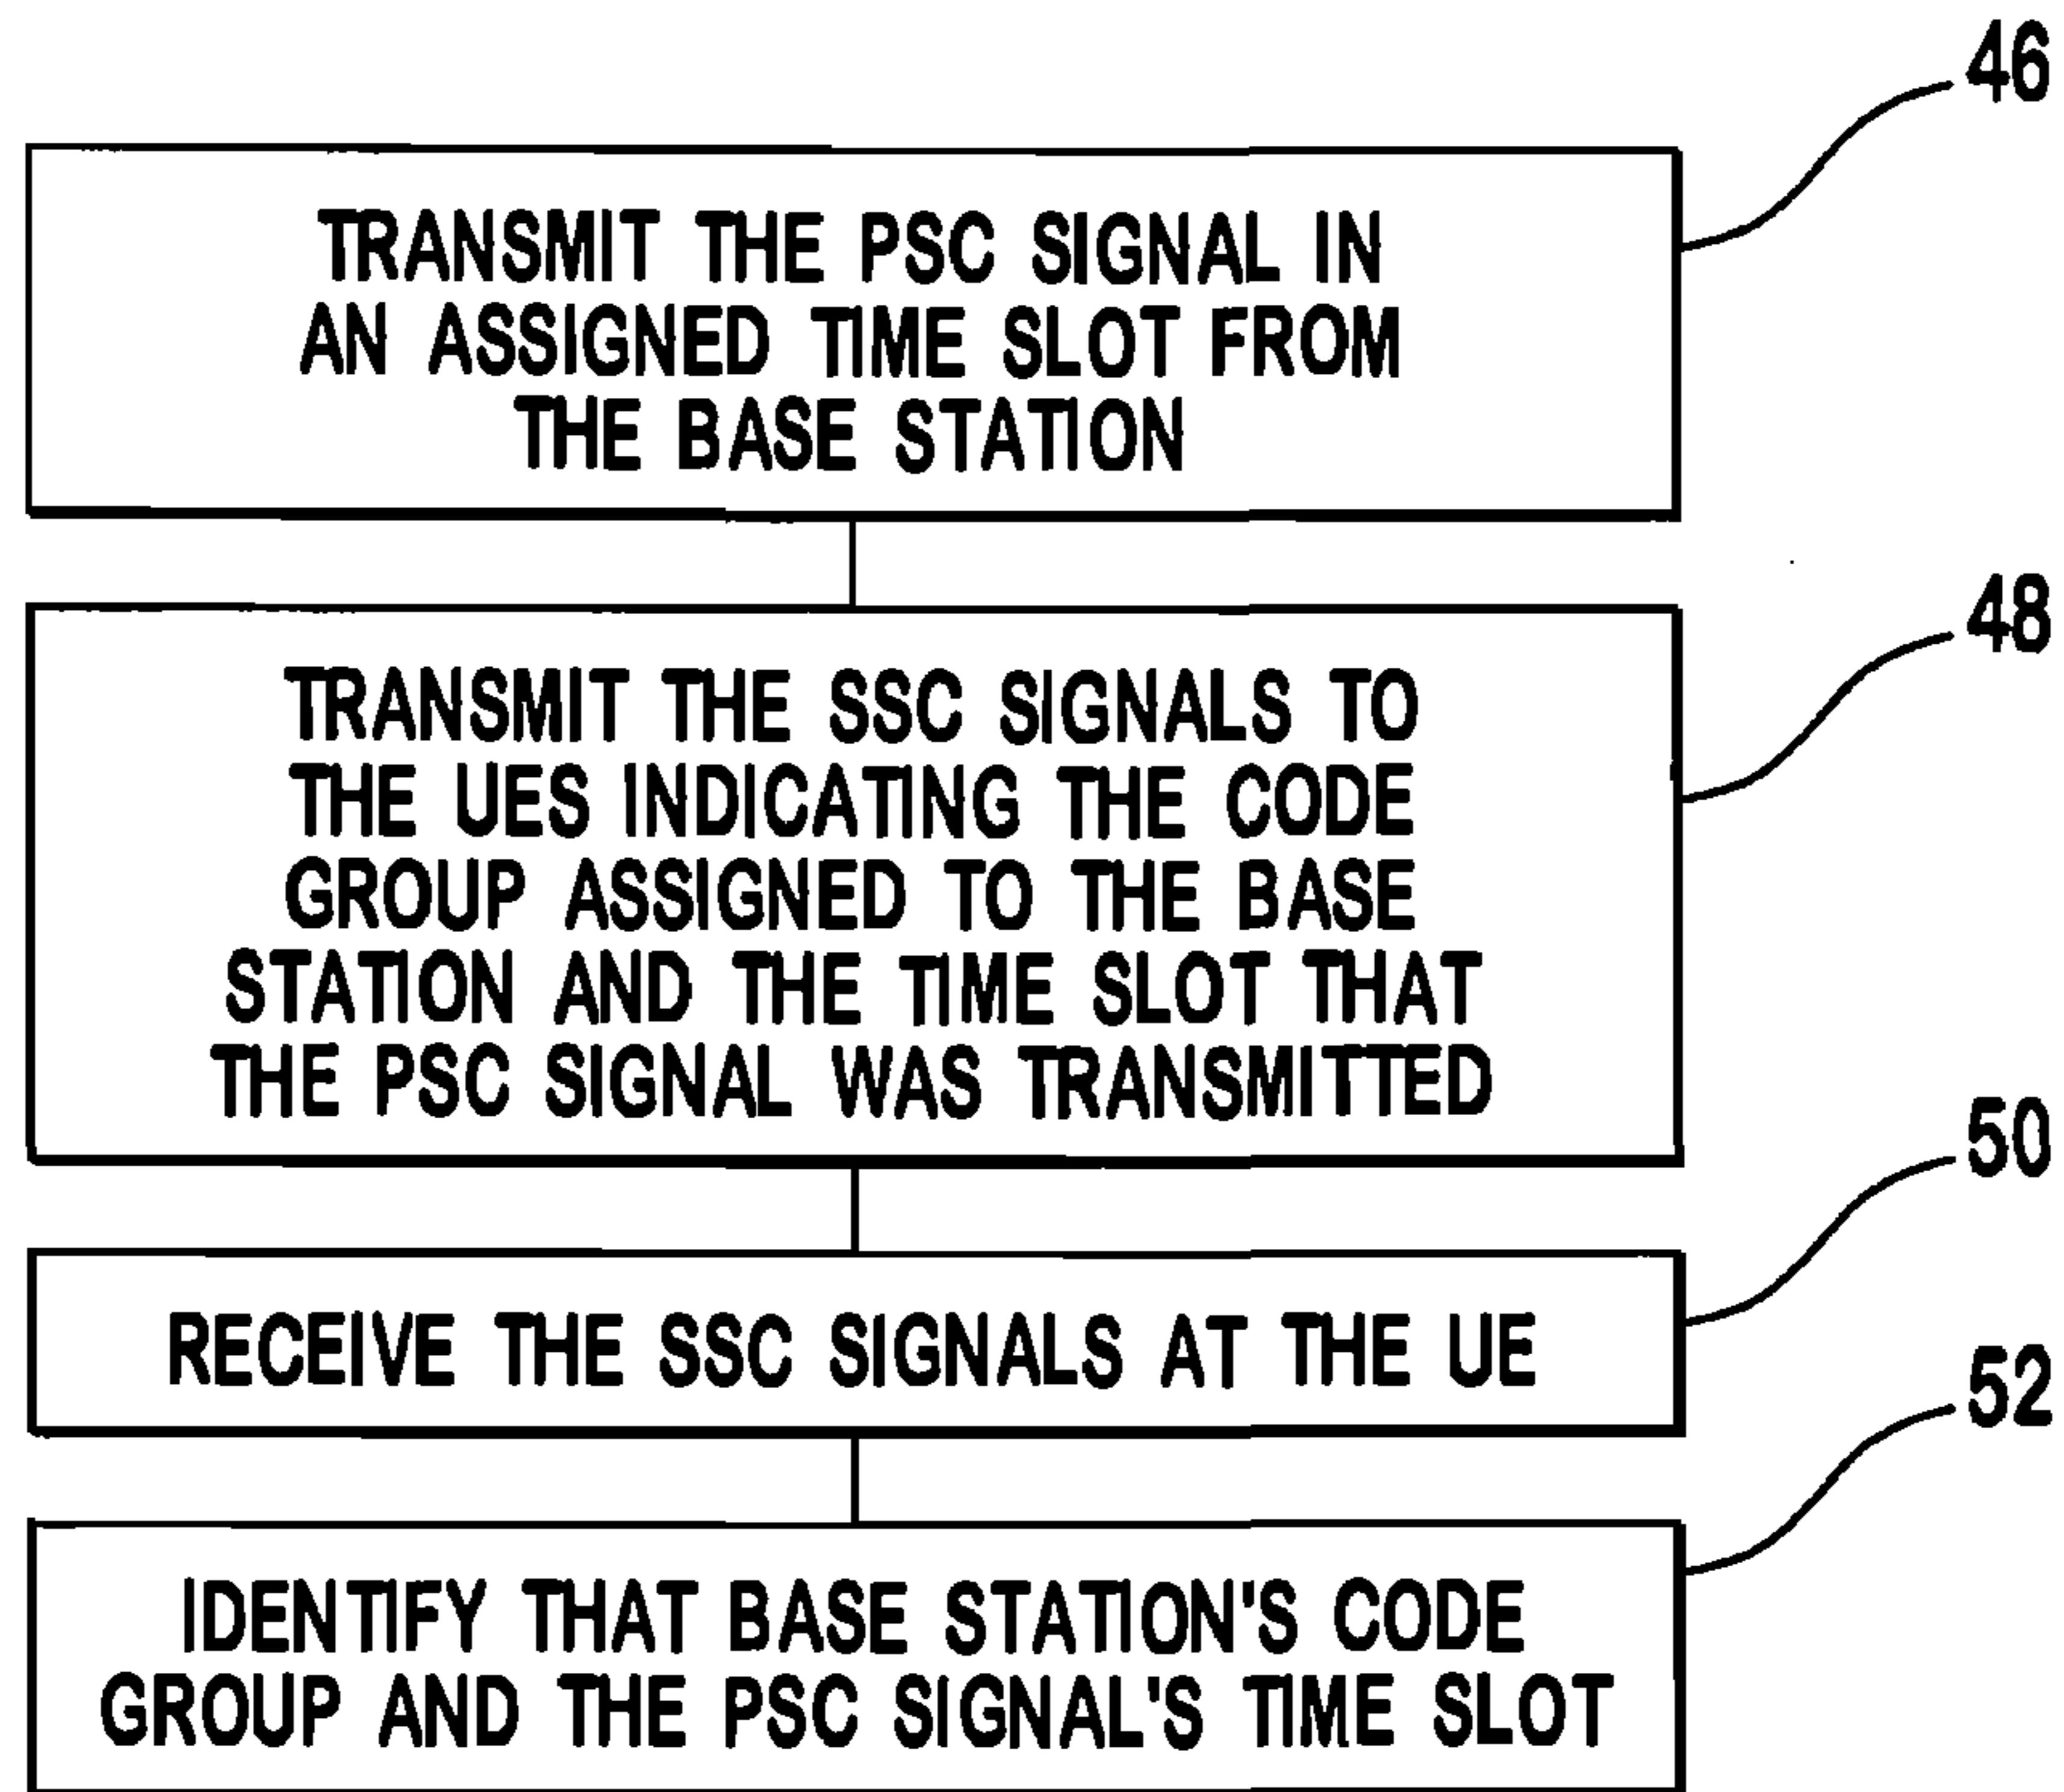 46
TRANSMIT THE PSC SIGNAL IN
AN ASSIGNED TIME SLOT FROM
THE BASE STATION
48
TRANSMIT THE SSC SIGNALS TO
THE UES INDICATING THE CODE
GROUP ASSIGNED TO THE BASE
STATION AND THE TIME SLOT THAT
THE PSC SIGNAL WAS TRANSMITTED
50
RECEIVE THE SSC SIGNALS AT THE UE
52
IDENTIFY THAT BASE STATION'S CODE
GROUP AND THE PSC SIGNAL'S TIME SLOT